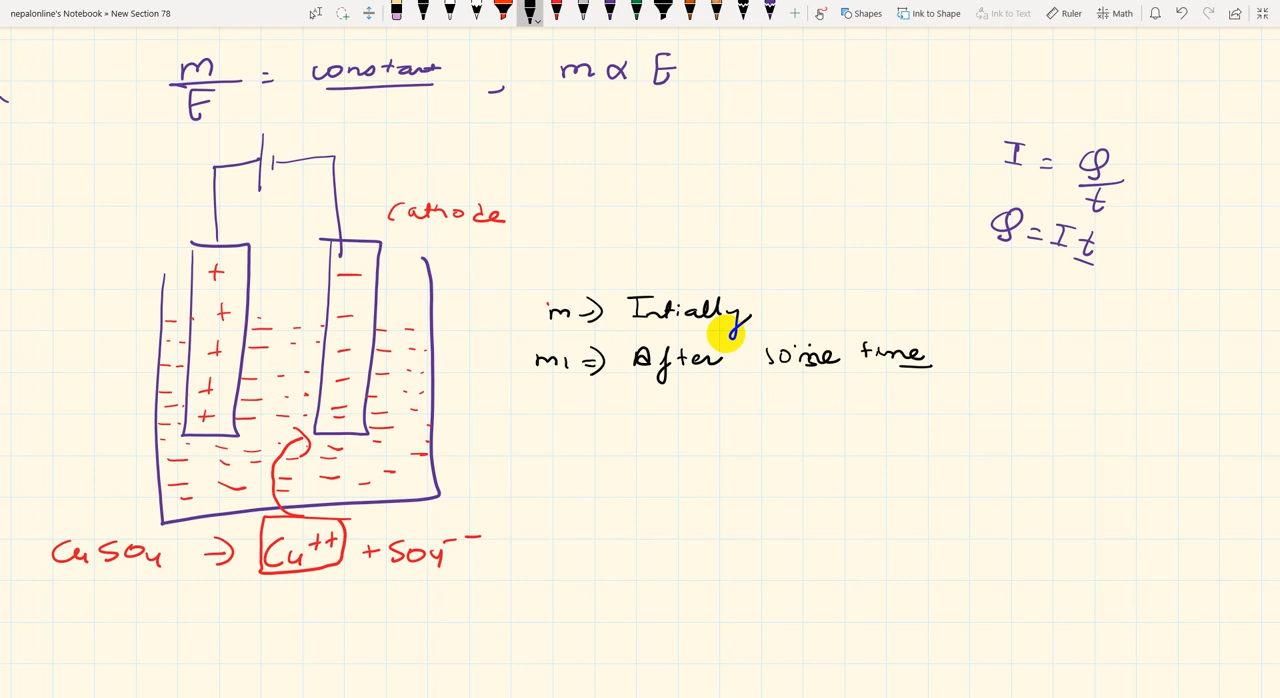 nepalonline's Notebook » New Section 78
Shapes Ink to Shape Ink to Text Ruler Math
m/E = constant , m ∝ E
I = Q/t
Q = It
Cathode
+ −
m => Intially
m1 => After some time
CuSO4 => Cu++ + SO4--